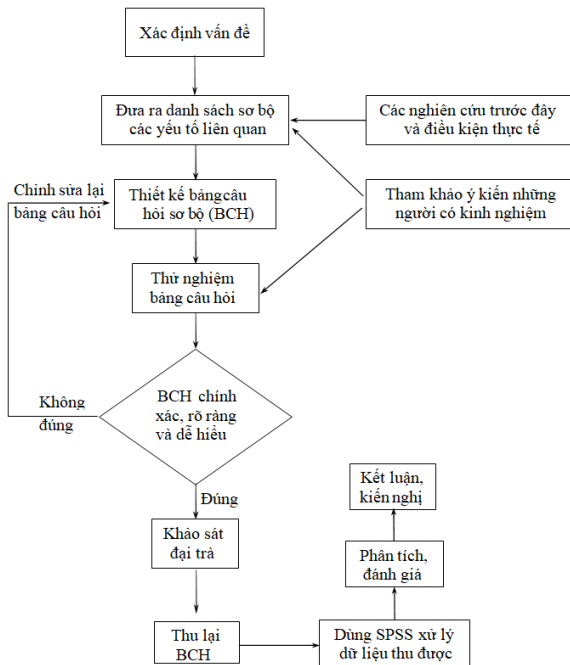 Xác định vấn đề
Đưa ra danh sách sơ bộ
các yếu tố liên quan
Các nghiên cứu trước đây
và điều kiện thực tế
Chỉnh sửa lại
bảng câu hỏi
Thiết kế bảng câu
hỏi sơ bộ (BCH)
Tham khảo ý kiến những
người có kinh nghiệm
Thử nghiệm
bảng câu hỏi
BCH chính
xác, rõ ràng
và dễ hiểu
Không
đúng
Đúng
Khảo sát
đại trà
Thu lại
BCH
Dùng SPSS xử lý
dữ liệu thu được
Phân tích,
đánh giá
Kết luận,
kiến nghị